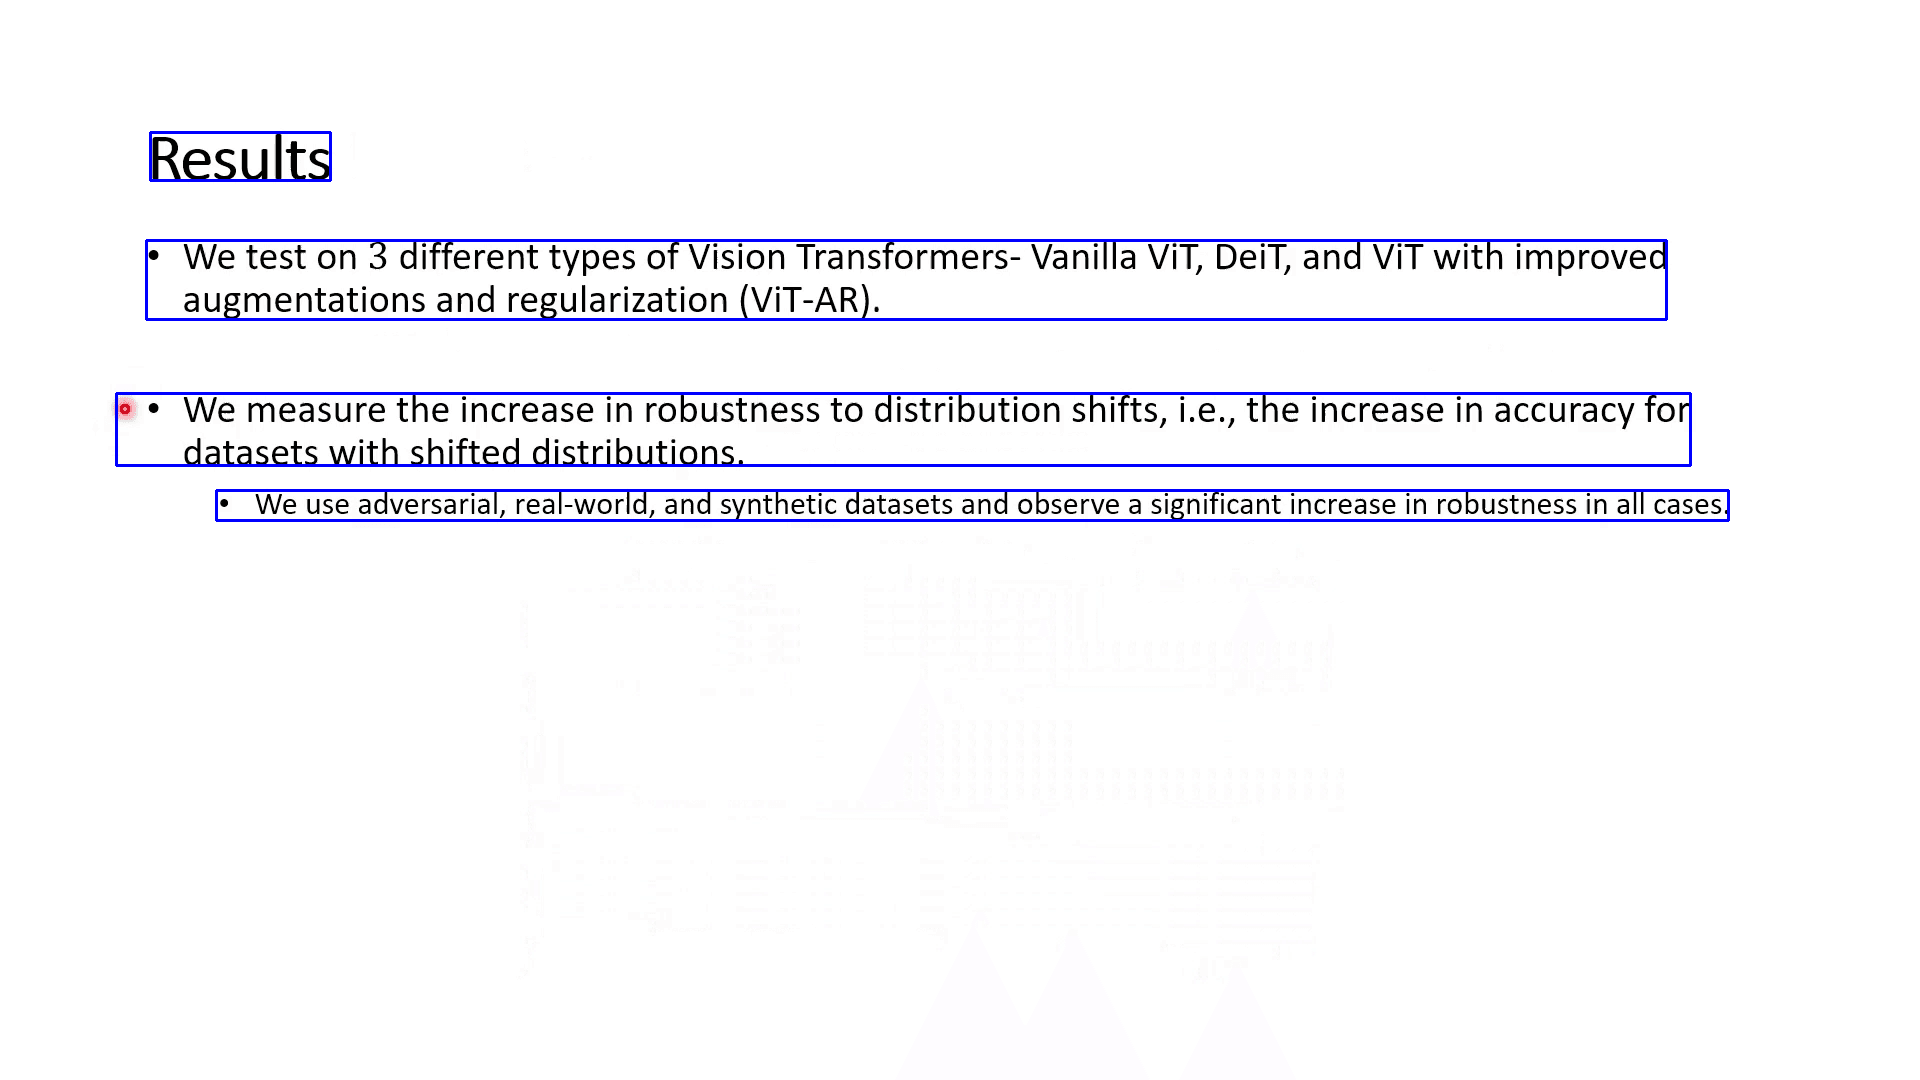 Results
• We test on 3 different types of Vision Transformers- Vanilla ViT, DeiT, and ViT with improved
augmentations and regularization (ViT-AR).
• We measure the increase in robustness to distribution shifts, i.e., the increase in accuracy for
datasets with shifted distributions.
• We use adversarial, real-world, and synthetic datasets and observe a significant increase in robustness in all cases.